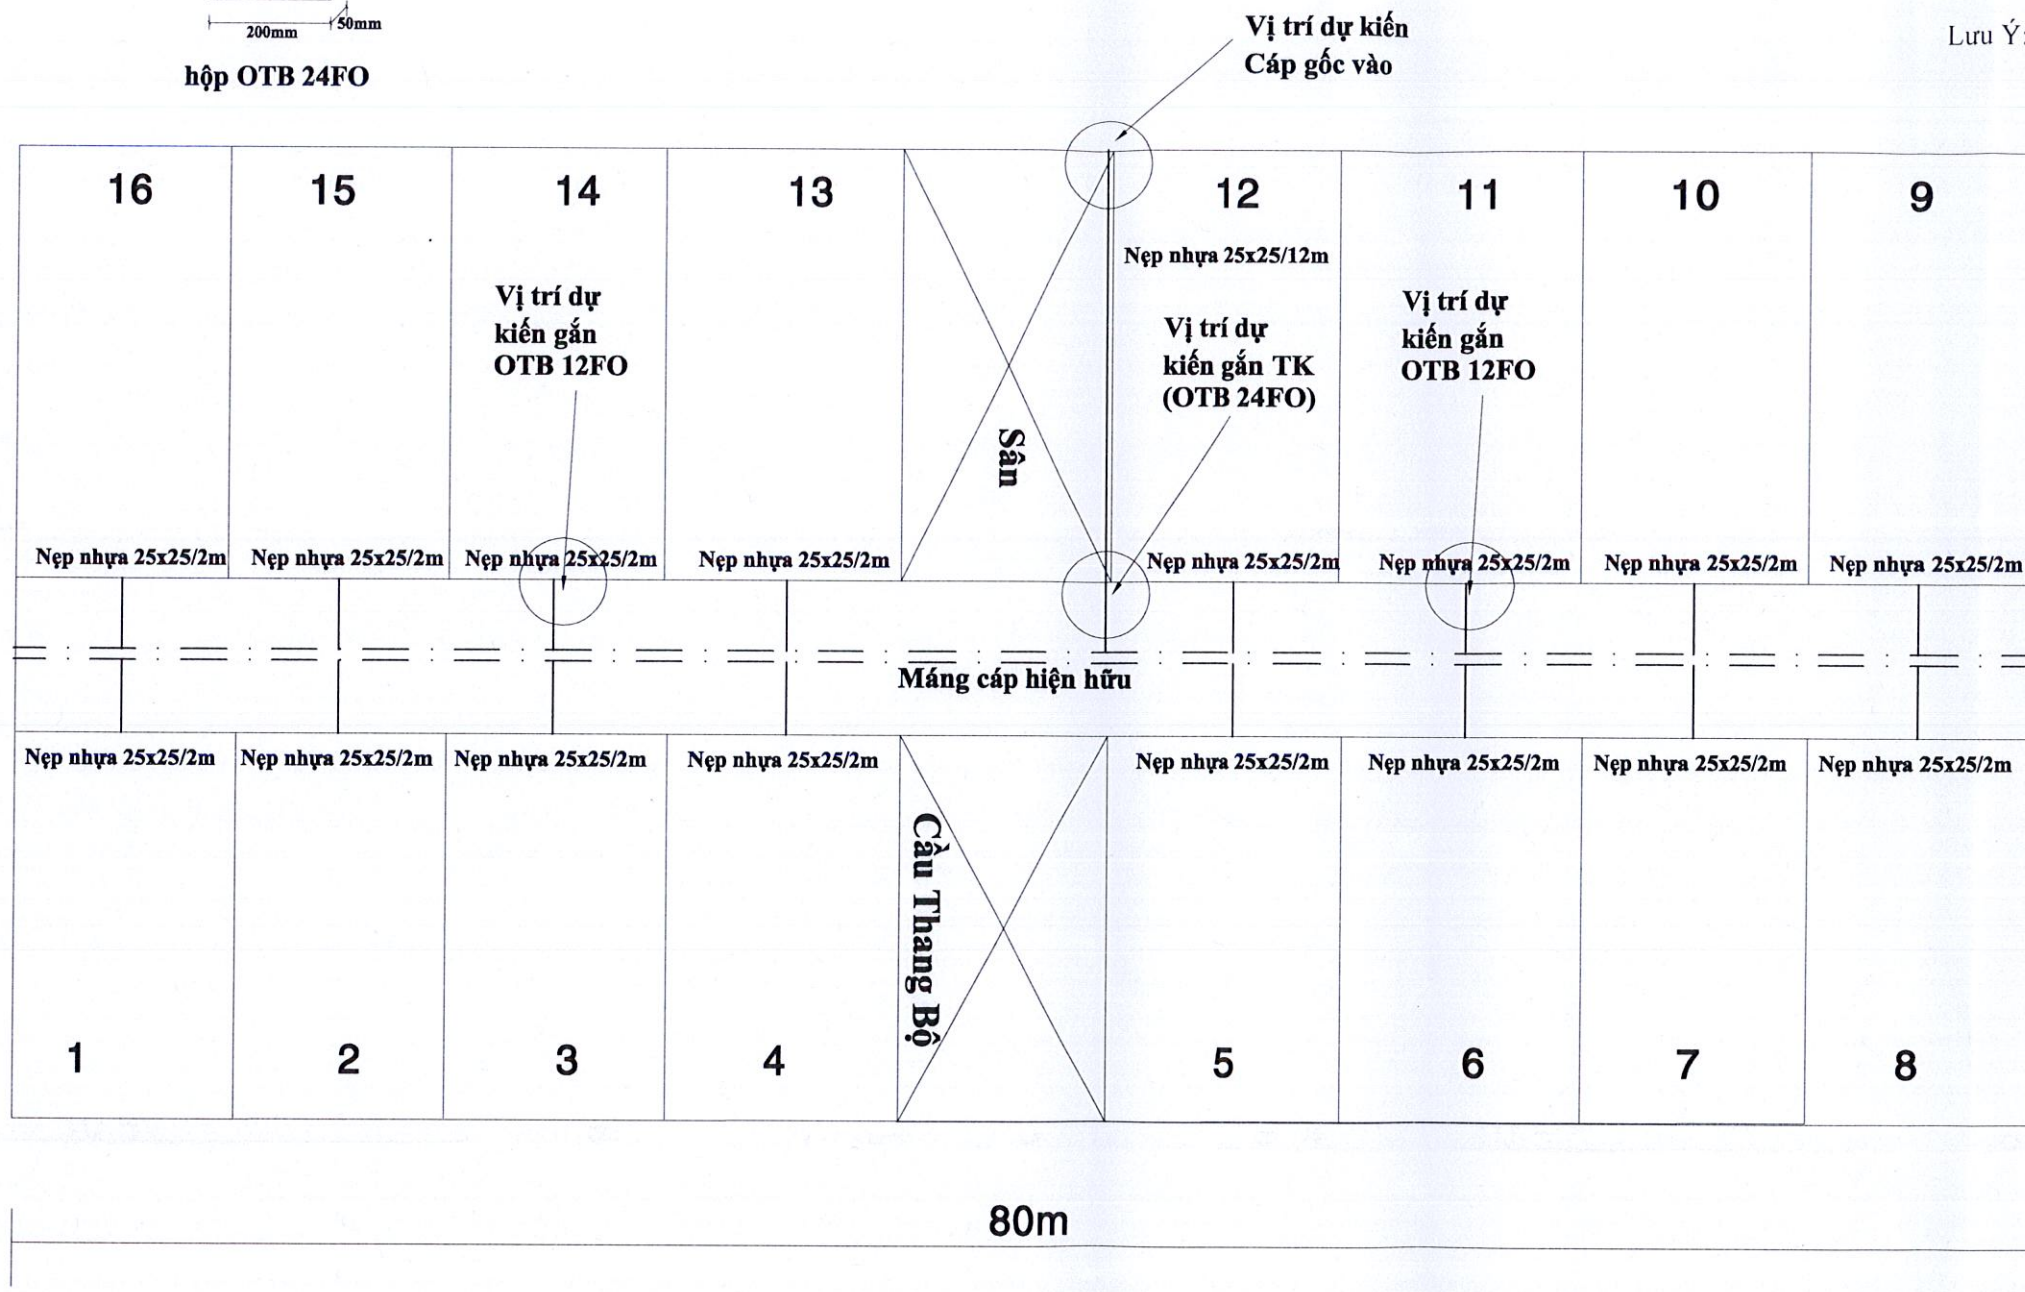 200mm
50mm
hộp OTB 24FO
Vị trí dự kiến
Cáp gốc vào
Lưu Ý:
16
15
14
13
12
11
10
9
Nẹp nhựa 25x25/12m
Vị trí dự
kiến gắn
OTB 12FO
Vị trí dự
kiến gắn TK
(OTB 24FO)
Vị trí dự
kiến gắn
OTB 12FO
Sân
Nẹp nhựa 25x25/2m
Nẹp nhựa 25x25/2m
Nẹp nhựa 25x25/2m
Nẹp nhựa 25x25/2m
Nẹp nhựa 25x25/2m
Nẹp nhựa 25x25/2m
Nẹp nhựa 25x25/2m
Nẹp nhựa 25x25/2m
Máng cáp hiện hữu
Nẹp nhựa 25x25/2m
Nẹp nhựa 25x25/2m
Nẹp nhựa 25x25/2m
Nẹp nhựa 25x25/2m
Nẹp nhựa 25x25/2m
Nẹp nhựa 25x25/2m
Nẹp nhựa 25x25/2m
Nẹp nhựa 25x25/2m
Cầu Thang Bộ
1
2
3
4
5
6
7
8
80m